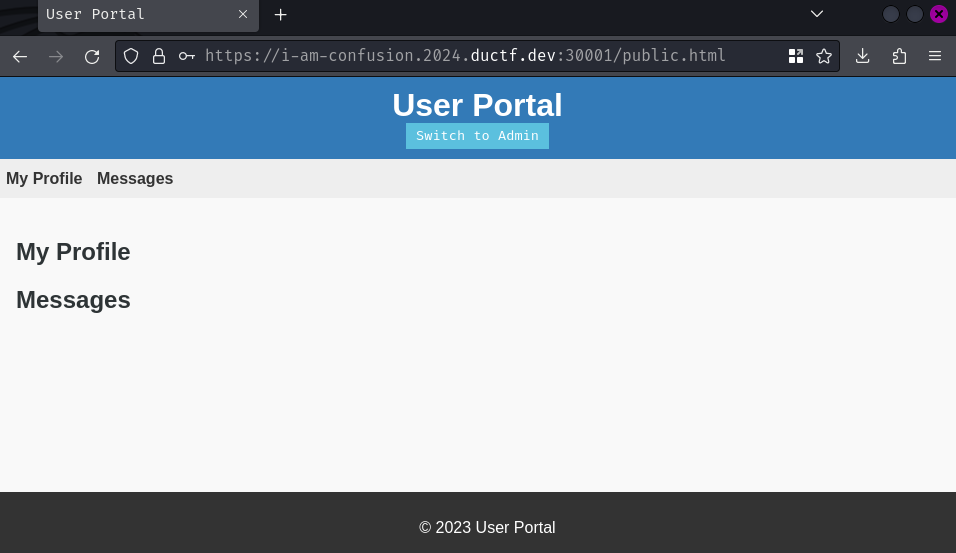 User Portal
https://i-am-confusion.2024.ductf.dev:30001/public.html
User Portal
Switch to Admin
My Profile Messages
My Profile
Messages
© 2023 User Portal